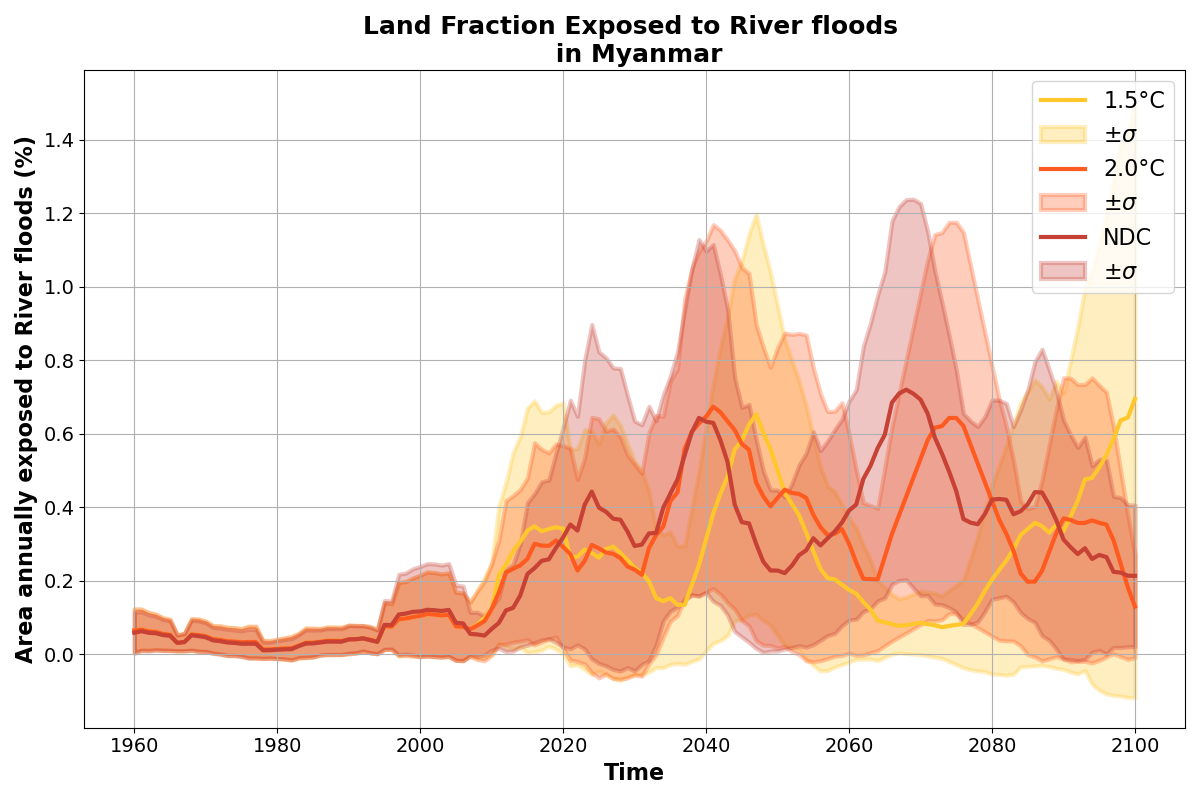 Land Fraction Exposed to River floods
in Myanmar
Area annually exposed to River floods (%)
1.4
1.2
1.0
0.8
0.6
0.4
0.2
0.0
1.5°C
±σ
2.0°C
±σ
NDC
±σ
1960
1980
2000
2020
2040
2060
2080
2100
Time